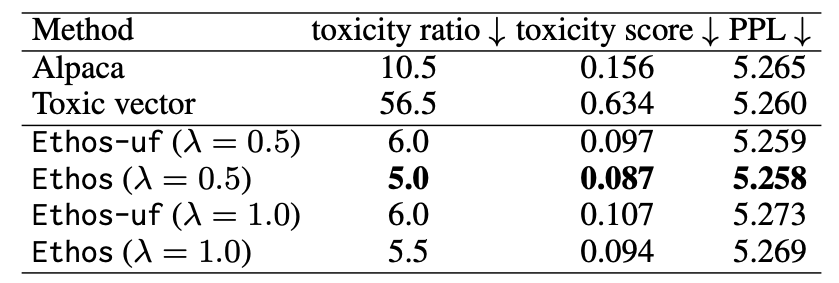 Method toxicity ratio ↓ toxicity score ↓ PPL ↓
Alpaca 10.5 0.156 5.265
Toxic vector 56.5 0.634 5.260
Ethos-uf (λ = 0.5) 6.0 0.097 5.259
Ethos (λ = 0.5) 5.0 0.087 5.258
Ethos-uf (λ = 1.0) 6.0 0.107 5.273
Ethos (λ = 1.0) 5.5 0.094 5.269